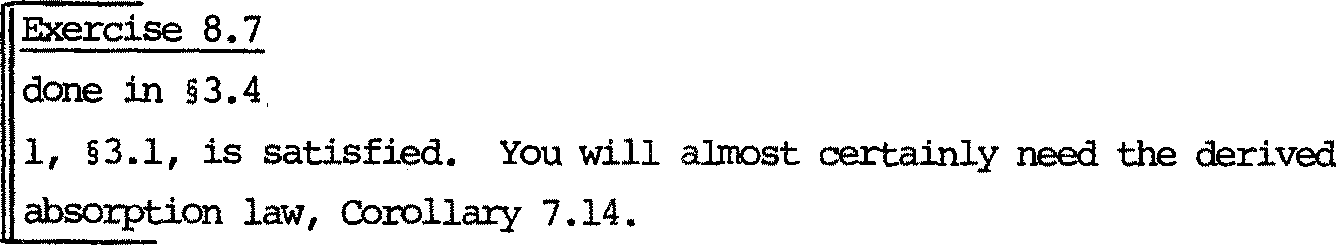 Exercise 8.7
done in §3.4
1, §3.1, is satisfied. You will almost certainly need the derived
absorption law, Corollary 7.14.